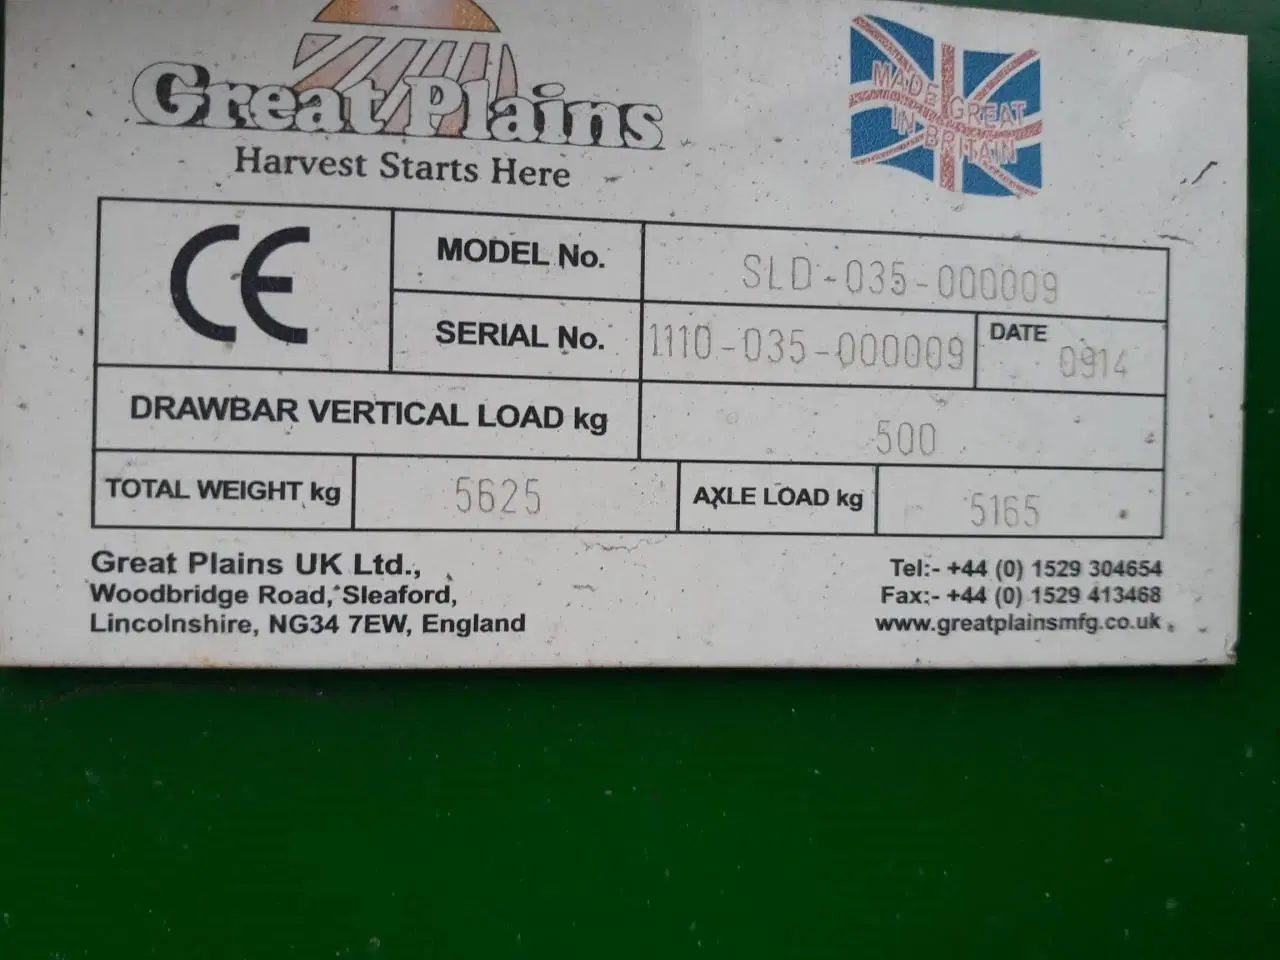 Great Plains
Harvest Starts Here
MADE GREAT
IN BRITAIN
CE
MODEL No. SLD-035-000009
SERIAL No. 1110-035-000009 DATE 0914
DRAWBAR VERTICAL LOAD kg 500
TOTAL WEIGHT kg 5625 AXLE LOAD kg 5165
Great Plains UK Ltd., Tel:- +44 (0) 1529 304654
Woodbridge Road, Sleaford, Fax:- +44 (0) 1529 413468
Lincolnshire, NG34 7EW, England www.greatplainsmfg.co.uk